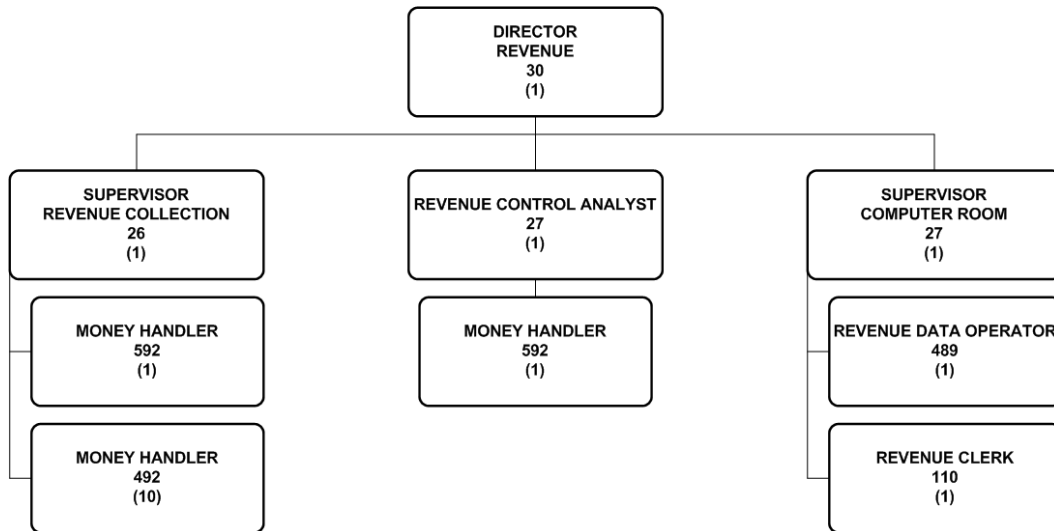 DIRECTOR
REVENUE
30
(1)
SUPERVISOR
REVENUE COLLECTION
26
(1)
REVENUE CONTROL ANALYST
27
(1)
SUPERVISOR
COMPUTER ROOM
27
(1)
MONEY HANDLER
592
(1)
MONEY HANDLER
592
(1)
REVENUE DATA OPERATOR
489
(1)
MONEY HANDLER
492
(10)
REVENUE CLERK
110
(1)